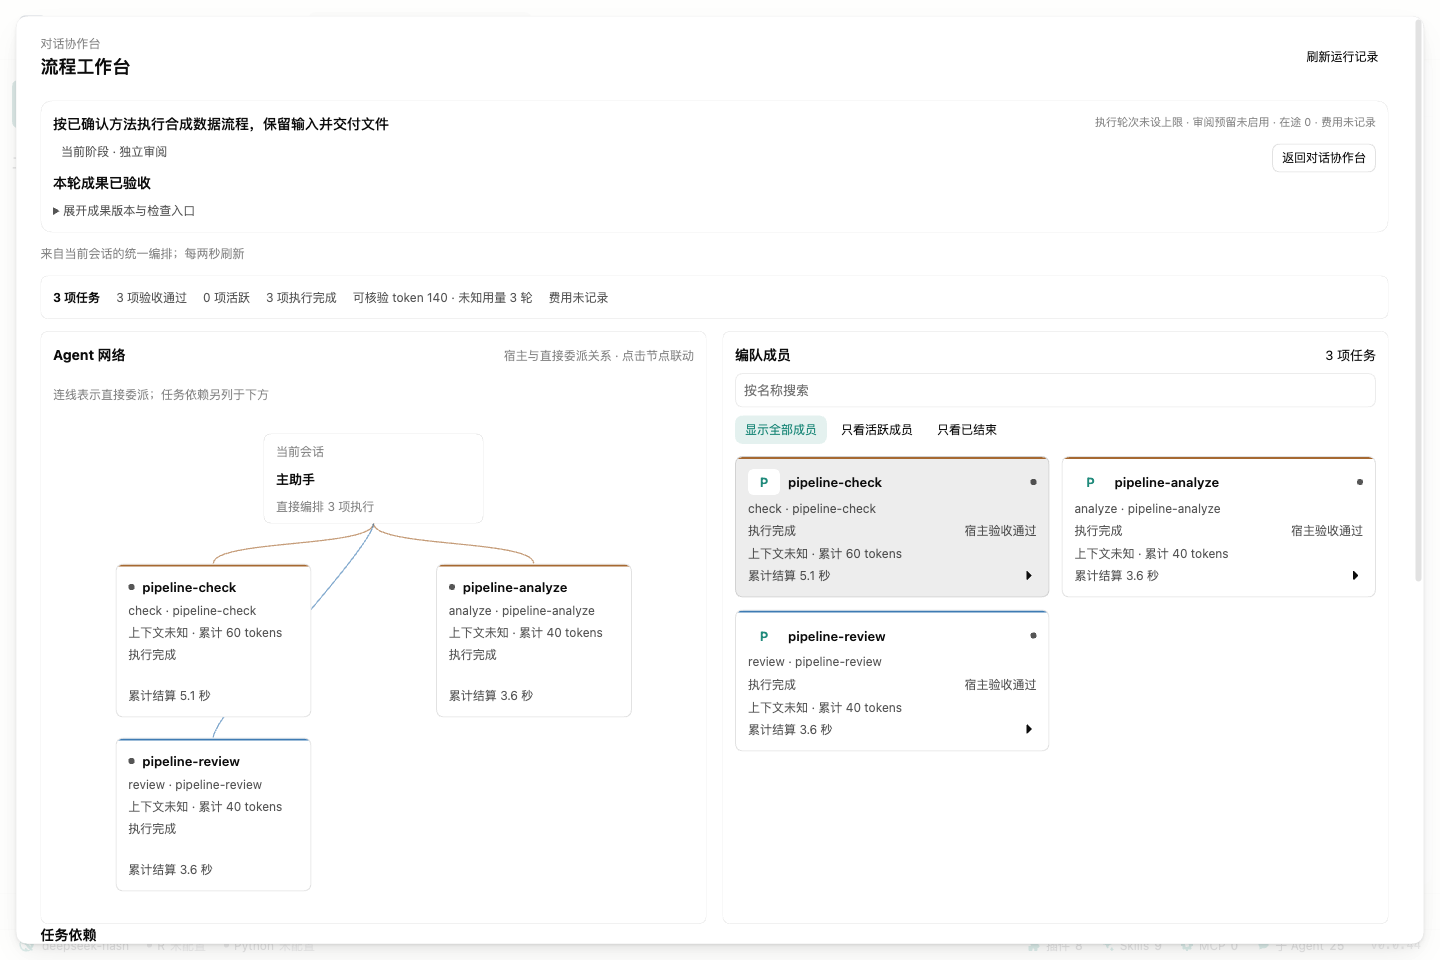 对话协作台
流程工作台
刷新运行记录
按已确认方法执行合成数据流程，保留输入并交付文件
执行轮次未设上限 · 审阅预留未启用 · 在途 0 · 费用未记录
当前阶段 · 独立审阅
返回对话协作台
本轮成果已验收
展开成果版本与检查入口
来自当前会话的统一编排；每两秒刷新
3 项任务 3 项验收通过 0 项活跃 3 项执行完成 可核验 token 140 · 未知用量 3 轮 费用未记录
Agent 网络
宿主与直接委派关系 · 点击节点联动
连线表示直接委派；任务依赖另列于下方
当前会话
主助手
直接编排 3 项执行
pipeline-check
check · pipeline-check
上下文未知 · 累计 60 tokens
执行完成
累计结算 5.1 秒
pipeline-analyze
analyze · pipeline-analyze
上下文未知 · 累计 40 tokens
执行完成
累计结算 3.6 秒
pipeline-review
review · pipeline-review
上下文未知 · 累计 40 tokens
执行完成
累计结算 3.6 秒
编队成员
3 项任务
按名称搜索
显示全部成员 只看活跃成员 只看已结束
P pipeline-check
check · pipeline-check
执行完成 宿主验收通过
上下文未知 · 累计 60 tokens
累计结算 5.1 秒
P pipeline-analyze
analyze · pipeline-analyze
执行完成 宿主验收通过
上下文未知 · 累计 40 tokens
累计结算 3.6 秒
P pipeline-review
review · pipeline-review
执行完成 宿主验收通过
上下文未知 · 累计 40 tokens
累计结算 3.6 秒
任务依赖
deepseek-flash R 未配置 Python 未配置 插件 8 Skills 9 MCP 0 子 Agent 25